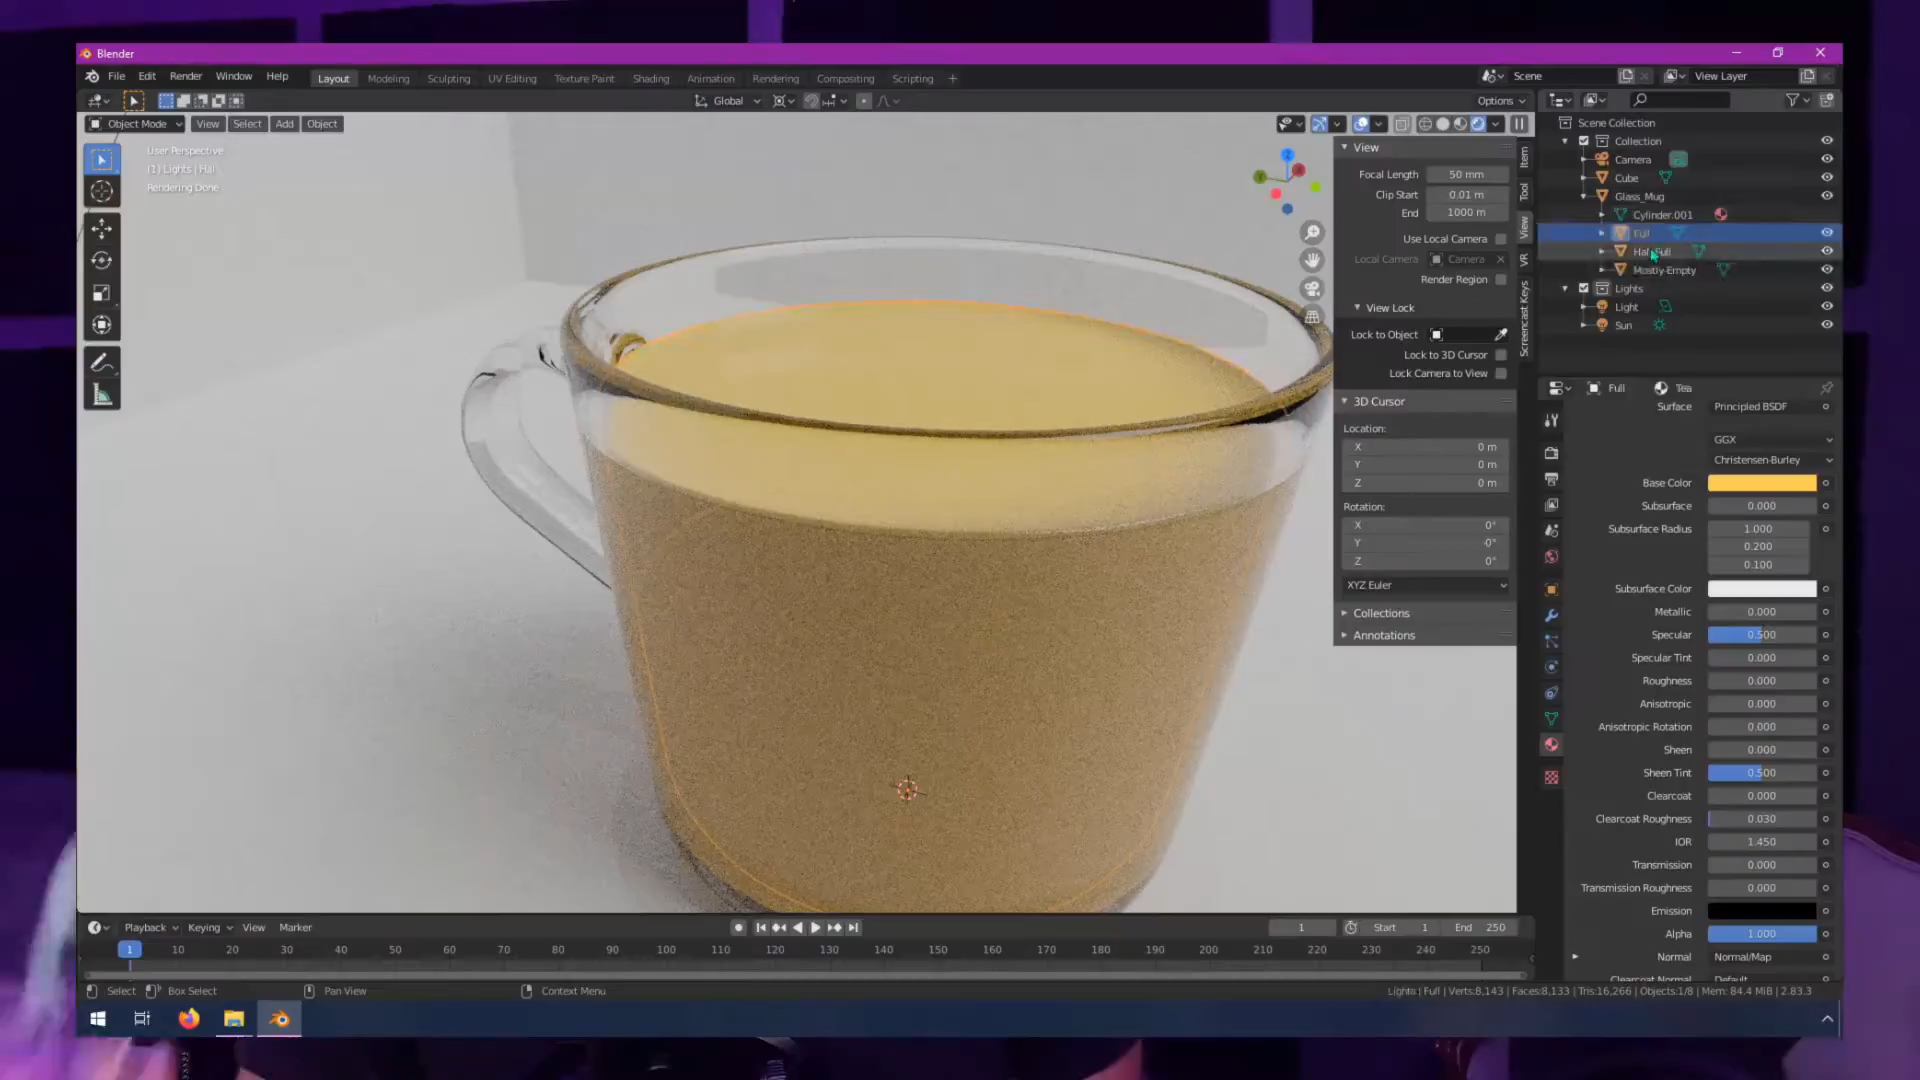 Blender
File Edit Render Window Help Layout Modeling Sculpting UV Editing Texture Paint Shading Animation Rendering Compositing Scripting + Scene View Layer
Global Options
Object Mode View Select Add Object
User Perspective
(1) Lights | Hal
Rendering Done
View
Focal Length 50 mm
Clip Start 0.01 m
End 1000 m
Use Local Camera
Local Camera Camera
Render Region
View Lock
Lock to Object
Lock to 3D Cursor
Lock Camera to View
3D Cursor
Location:
X 0 m
Y 0 m
Z 0 m
Rotation:
X 0°
Y -0°
Z 0°
XYZ Euler
Collections
Annotations
Item
Tool
View
VR
Screencast Keys
Scene Collection
Collection
Camera
Cube
Glass_Mug
Cylinder.001
Full
Mostly-Empty
Lights
Light
Sun
Full Tea
Surface Principled BSDF
GGX
Christensen-Burley
Base Color
Subsurface 0.000
Subsurface Radius 1.000
0.200
0.100
Subsurface Color
Metallic 0.000
Specular 0.500
Specular Tint 0.000
Roughness 0.000
Anisotropic 0.000
Anisotropic Rotation 0.000
Sheen 0.000
Sheen Tint 0.500
Clearcoat 0.000
Clearcoat Roughness 0.030
IOR 1.450
Transmission 0.000
Transmission Roughness 0.000
Emission
Alpha 1.000
Normal Normal/Map
Clearcoat Normal Default
Playback Keying View Marker 1 Start 1 End 250
1 10 20 30 40 50 60 70 80 90 100 110 120 130 140 150 160 170 180 190 200 210 220 230 240 250
Select Box Select Pan View Context Menu Lights | Full | Verts:8,143 | Faces:8,133 | Tris:16,266 | Objects:1/8 | Mem: 84.4 MiB | 2.83.3